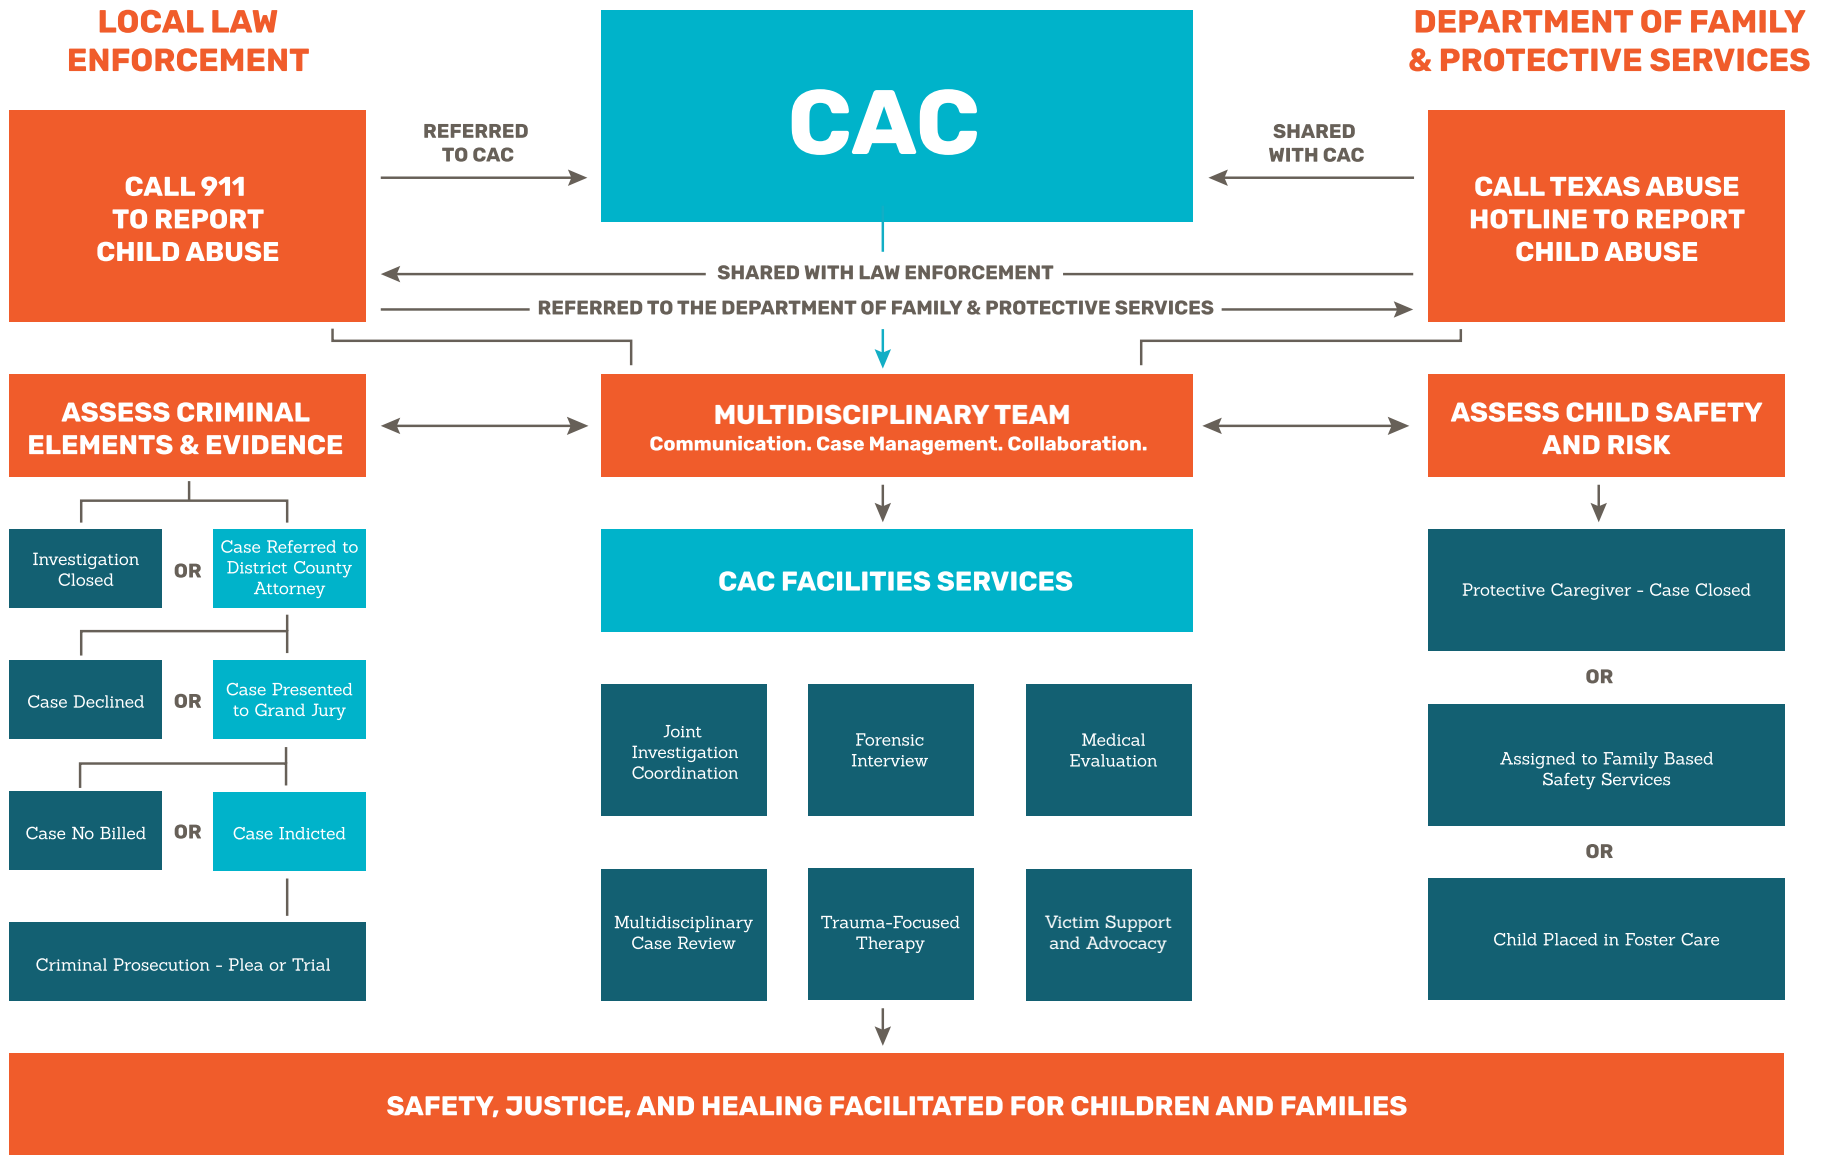 LOCAL LAW
ENFORCEMENT
CAC
DEPARTMENT OF FAMILY
& PROTECTIVE SERVICES
CALL 911
TO REPORT
CHILD ABUSE
REFERRED
TO CAC
SHARED
WITH CAC
CALL TEXAS ABUSE
HOTLINE TO REPORT
CHILD ABUSE
SHARED WITH LAW ENFORCEMENT
REFERRED TO THE DEPARTMENT OF FAMILY & PROTECTIVE SERVICES
ASSESS CRIMINAL
ELEMENTS & EVIDENCE
MULTIDISCIPLINARY TEAM
Communication. Case Management. Collaboration.
ASSESS CHILD SAFETY
AND RISK
Investigation
Closed
OR
Case Referred to
District County
Attorney
Case Declined
OR
Case Presented
to Grand Jury
Case No Billed
OR
Case Indicted
Criminal Prosecution - Plea or Trial
CAC FACILITIES SERVICES
Joint
Investigation
Coordination
Forensic
Interview
Medical
Evaluation
Multidisciplinary
Case Review
Trauma-Focused
Therapy
Victim Support
and Advocacy
Protective Caregiver - Case Closed
OR
Assigned to Family Based
Safety Services
OR
Child Placed in Foster Care
SAFETY, JUSTICE, AND HEALING FACILITATED FOR CHILDREN AND FAMILIES